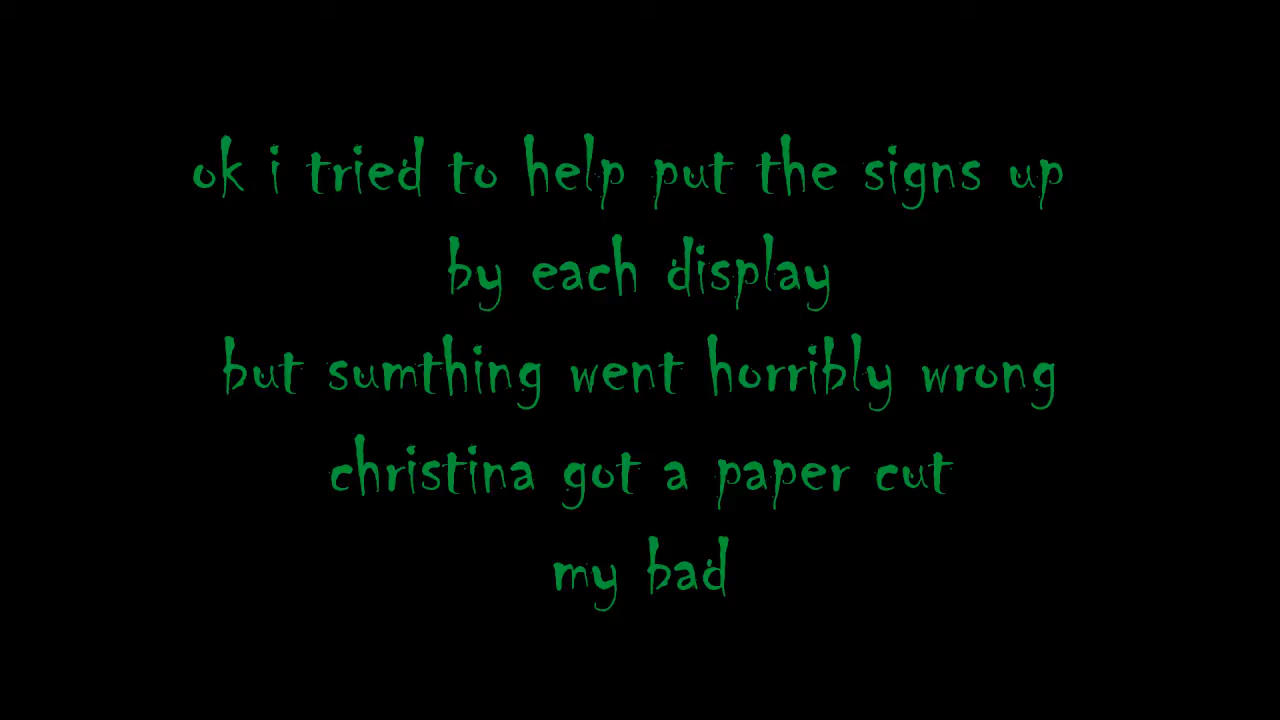 ok i tried to help put the signs up
by each display
but sumthing went horribly wrong
christina got a paper cut
my bad